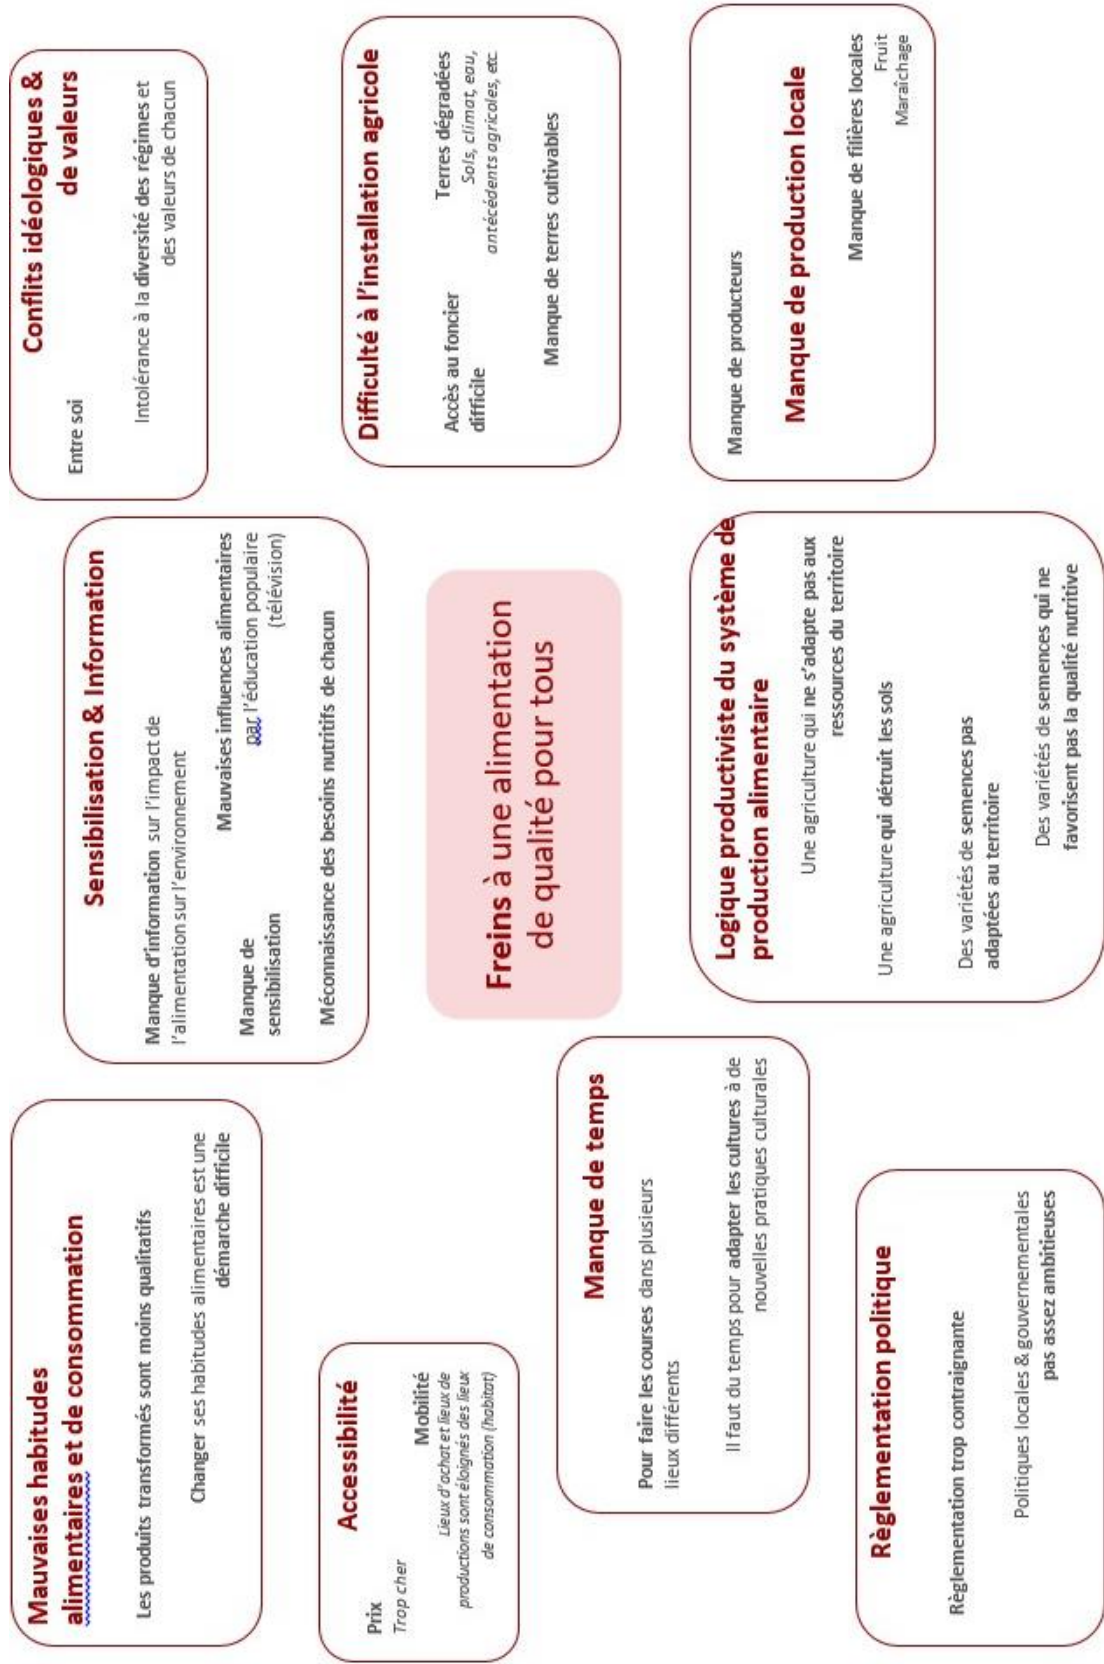 Mauvaises habitudes
alimentaires et de consommation
Les produits transformés sont moins qualitatifs
Changer ses habitudes alimentaires est une
démarche difficile
Sensibilisation & Information
Manque d'information sur l'impact de
l'alimentation sur l'environnement
Mauvaises influences alimentaires
par l'éducation populaire
(télévision)
Manque de
sensibilisation
Méconnaissance des besoins nutritifs de chacun
Conflits idéologiques &
de valeurs
Entre soi
Intolérance à la diversité des régimes et
des valeurs de chacun
Accessibilité
Prix
Trop cher
Mobilité
Lieux d'achat et lieux de
productions sont éloignés des lieux
de consommation (habitat)
Freins à une alimentation
de qualité pour tous
Difficulté à l'installation agricole
Accès au foncier
difficile
Terres dégradées
Sols, climat, eau,
antécédents agricoles, etc.
Manque de terres cultivables
Manque de temps
Pour faire les courses dans plusieurs
lieux différents
Il faut du temps pour adapter les cultures à de
nouvelles pratiques culturales
Logique productiviste du système de
production alimentaire
Une agriculture qui ne s'adapte pas aux
ressources du territoire
Une agriculture qui détruit les sols
Des variétés de semences pas
adaptées au territoire
Des variétés de semences qui ne
favorisent pas la qualité nutritive
Manque de producteurs
Manque de production locale
Manque de filières locales
Fruit
Maraîchage
Règlementation politique
Règlementation trop contraignante
Politiques locales & gouvernementales
pas assez ambitieuses